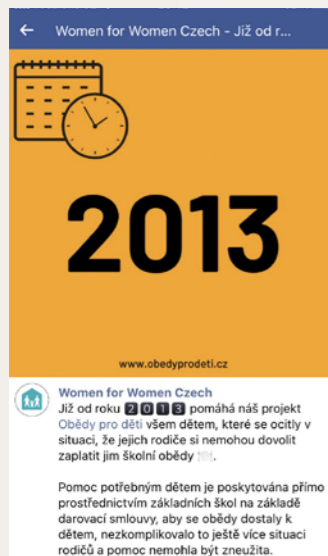 Women for Women Czech - Již od r...
2013
www.obedyprodeti.cz
Women for Women Czech
Již od roku 2013 pomáhá náš projekt
Obědy pro děti všem dětem, které se ocitly v
situaci, že jejich rodiče si nemohou dovolit
zaplatit jim školní obědy 🍽.
Pomoc potřebným dětem je poskytována přímo
prostřednictvím základních škol na základě
darovací smlouvy, aby se obědy dostaly k
dětem, nezkomplikovalo to ještě více situaci
rodičů a pomoc nemohla být zneužita.